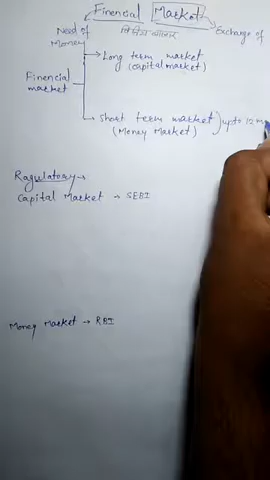 Financial Market
Need of Money
वित्तीय बाजार
Exchange of
Long term market
(capital market)
Financial market
Short term market
(Money Market)
upto 12 m
Ragulatory →
Capital Market → SEBI
Money Market → RBI